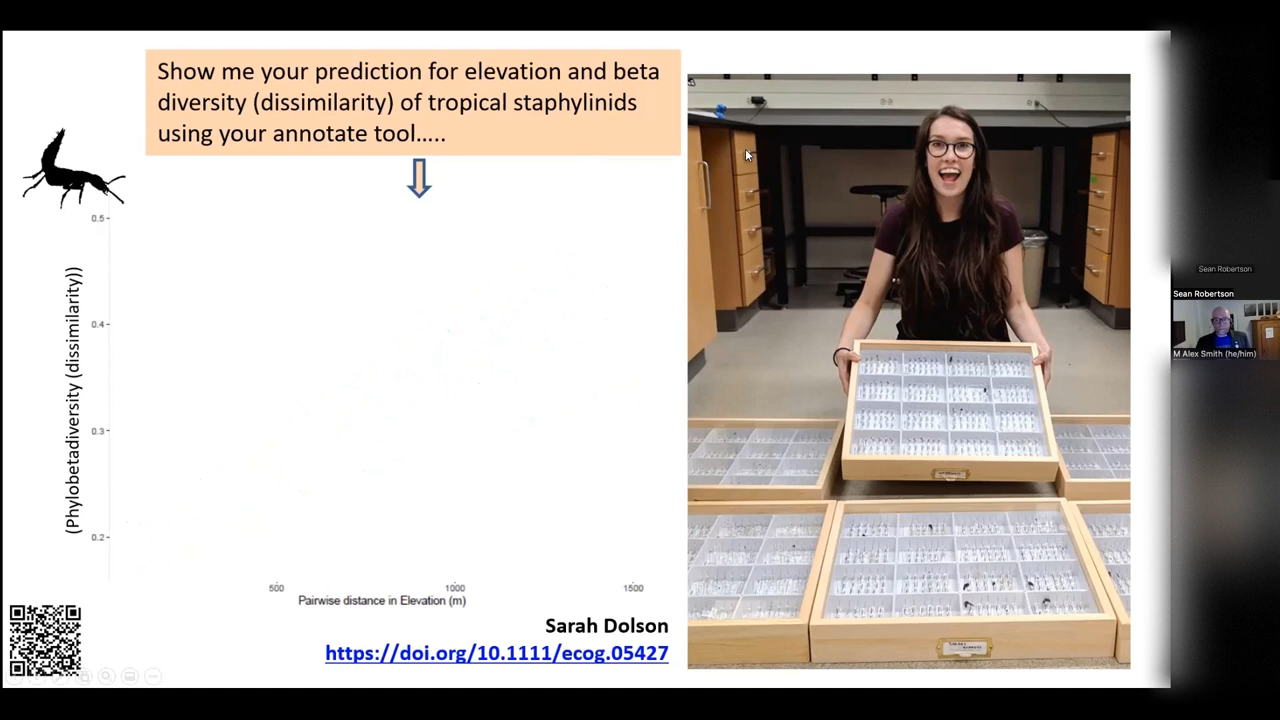 Show me your prediction for elevation and beta
diversity (dissimilarity) of tropical staphylinids
using your annotate tool.....
0.5
0.4
0.3
0.2
(Phylobetadiversity (dissimilarity))
500 1000 1500
Pairwise distance in Elevation (m)
Sarah Dolson
https://doi.org/10.1111/ecog.05427
Sean Robertson
Sean Robertson
M Alex Smith (he/him)